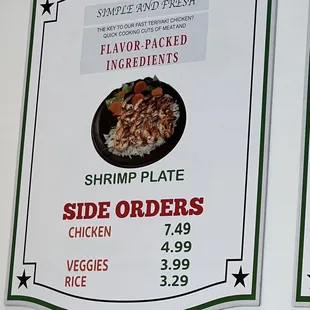 SIMPLE AND FRESH
THE KEY TO OUR FAST TERIYAKI CHICKEN?
QUICK COOKING CUTS OF MEAT AND
FLAVOR-PACKED
INGREDIENTS
SHRIMP PLATE
SIDE ORDERS
CHICKEN 7.49
4.99
VEGGIES 3.99
RICE 3.29